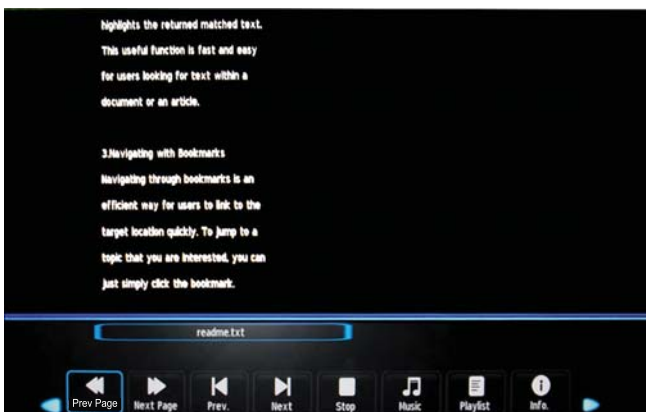 highlights the returned matched text.
This useful function is fast and easy
for users looking for text within a
document or an article.
3.Navigating with Bookmarks
Navigating through bookmarks is an
efficient way for users to link to the
target location quickly. To jump to a
topic that you are interested, you can
just simply click the bookmark.
readme.txt
Prev Page Next Page Prev. Next Stop Music Playlist Info.